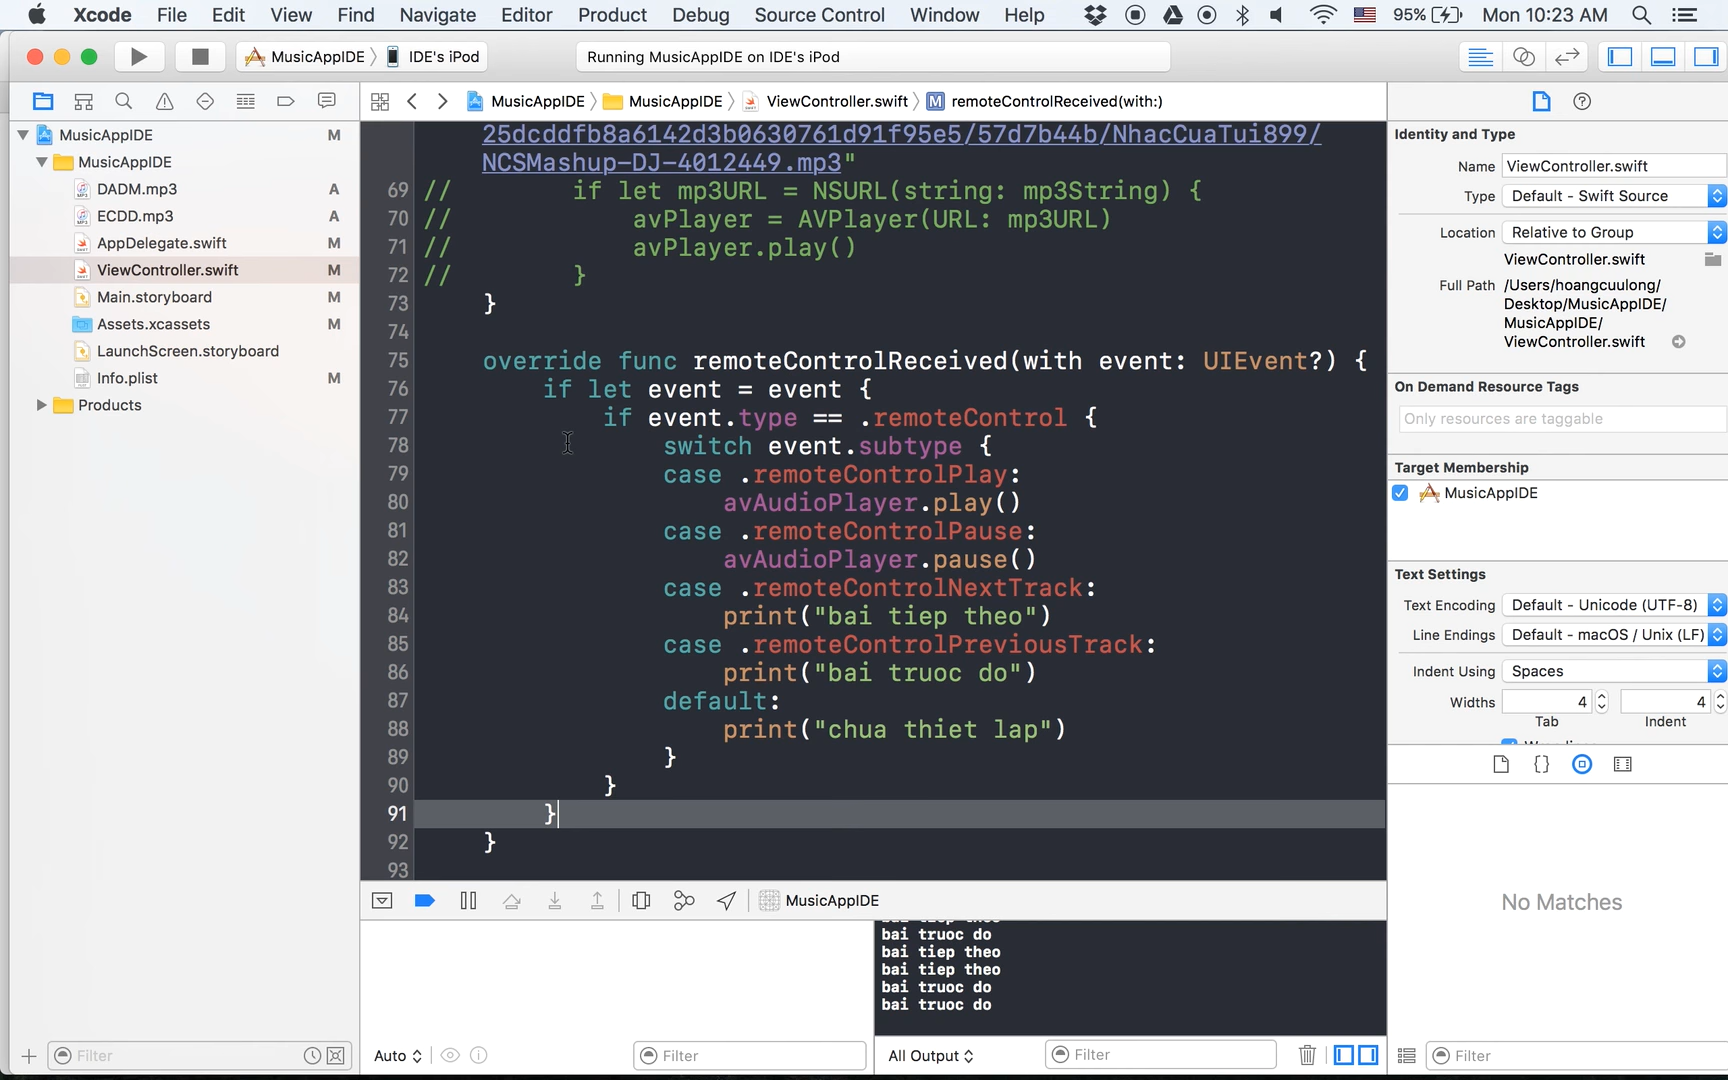 Xcode File Edit View Find Navigate Editor Product Debug Source Control Window Help 95% Mon 10:23 AM
MusicAppIDE IDE's iPod Running MusicAppIDE on IDE's iPod
MusicAppIDE MusicAppIDE ViewController.swift M remoteControlReceived(with:)
MusicAppIDE M
MusicAppIDE
DADM.mp3 A
ECDD.mp3 A
AppDelegate.swift M
ViewController.swift M
Main.storyboard M
Assets.xcassets M
LaunchScreen.storyboard
Info.plist M
Products
Filter
25dcddfb8a6142d3b0630761d91f95e5/57d7b44b/NhacCuaTui899/
NCSMashup-DJ-4012449.mp3"
69 // if let mp3URL = NSURL(string: mp3String) {
70 // avPlayer = AVPlayer(URL: mp3URL)
71 // avPlayer.play()
72 // }
73 }
74
75 override func remoteControlReceived(with event: UIEvent?) {
76 if let event = event {
77 if event.type == .remoteControl {
78 switch event.subtype {
79 case .remoteControlPlay:
80 avAudioPlayer.play()
81 case .remoteControlPause:
82 avAudioPlayer.pause()
83 case .remoteControlNextTrack:
84 print("bai tiep theo")
85 case .remoteControlPreviousTrack:
86 print("bai truoc do")
87 default:
88 print("chua thiet lap")
89 }
90 }
91 }
92 }
93
MusicAppIDE
bai tiep theo
bai truoc do
bai tiep theo
bai tiep theo
bai truoc do
bai truoc do
Auto Filter All Output Filter
Identity and Type
Name ViewController.swift
Type Default - Swift Source
Location Relative to Group
ViewController.swift
Full Path /Users/hoangcuulong/
Desktop/MusicAppIDE/
MusicAppIDE/
ViewController.swift
On Demand Resource Tags
Only resources are taggable
Target Membership
MusicAppIDE
Text Settings
Text Encoding Default - Unicode (UTF-8)
Line Endings Default - macOS / Unix (LF)
Indent Using Spaces
Widths 4 4
Tab Indent
No Matches
Filter